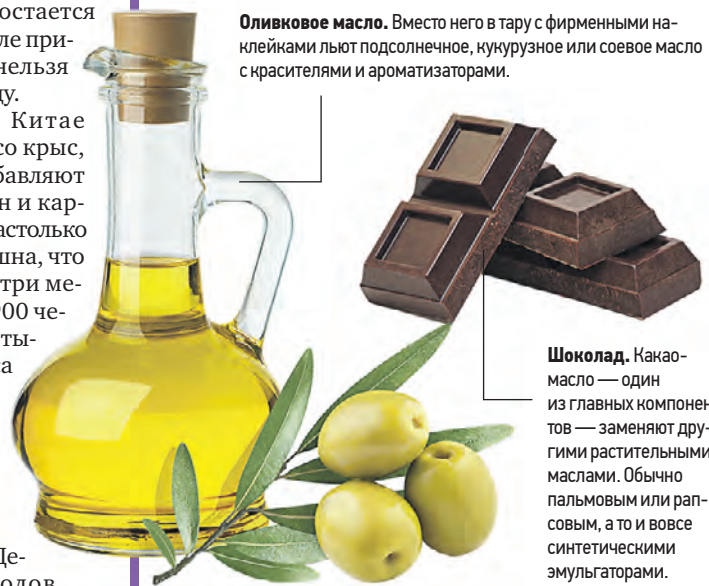 остается
ле при-
нельзя
ду.
Китае
со крыс,
бавляют
н и кар-
астолько
шна, что
три ме-
900 че-
ты-
са
Це-
одов
Оливковое масло. Вместо него в тару с фирменными на-
клейками льют подсолнечное, кукурузное или соевое масло
с красителями и ароматизаторами.
Шоколад. Какао-
масло — один
из главных компонен
тов — заменяют дру-
гими растительными
маслами. Обычно
пальмовым или рап-
совым, а то и вовсе
синтетическими
эмульгаторами.